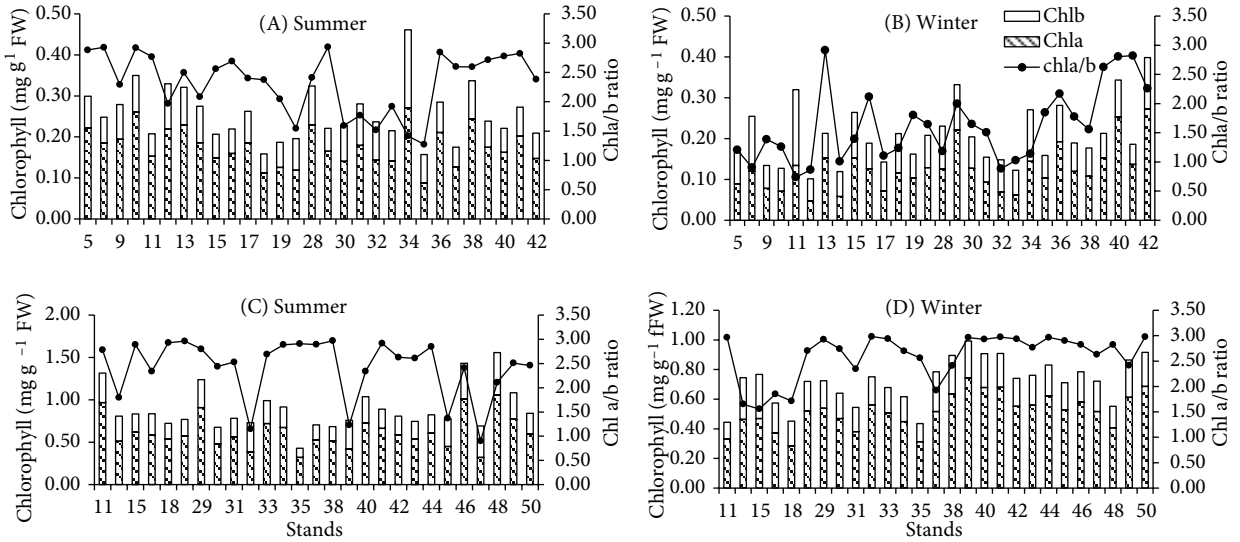 (A) Summer
Chlorophyll (mg g¹ FW)
0.50
0.40
0.30
0.20
0.10
0.00
3.50
3.00
2.50
2.00
1.50
1.00
0.50
0.00
Chla/b ratio
5 9 10 11 13 15 17 19 28 30 32 34 36 38 40 42
(B) Winter
Chlb
Chla
chla/b
Chlorophyll (mg g⁻¹ FW)
0.50
0.40
0.30
0.20
0.10
0.00
3.50
3.00
2.50
2.00
1.50
1.00
0.50
0.00
Chla/b ratio
5 9 10 11 13 15 17 19 28 30 32 34 36 38 40 42
(C) Summer
Chlorophyll (mg g ⁻¹ FW)
2.00
1.50
1.00
0.50
0.00
3.50
3.00
2.50
2.00
1.50
1.00
0.50
0.00
Chl a/b ratio
11 13 15 18 29 31 33 35 38 40 42 44 46 48 50
Stands
(D) Winter
Chlorophyll (mg g⁻¹ fFW)
1.20
1.00
0.80
0.60
0.40
0.20
0.00
3.50
3.00
2.50
2.00
1.50
1.00
0.50
0.00
Chl a/b ratio
11 15 18 29 31 33 35 38 40 42 44 46 48 50
Stands